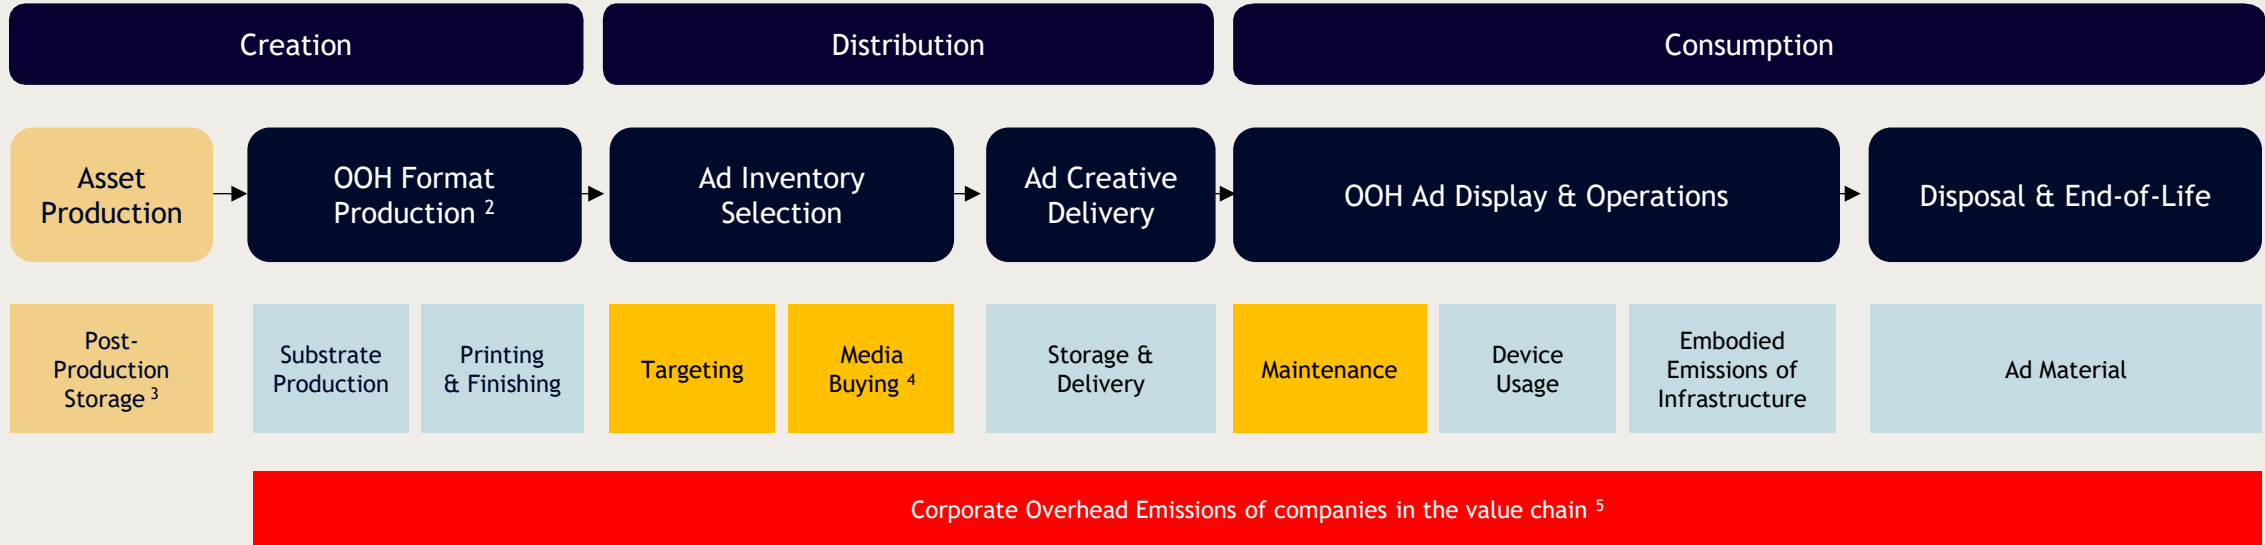 Creation
Distribution
Consumption
Asset
Production
OOH Format
Production 2
Ad Inventory
Selection
Ad Creative
Delivery
OOH Ad Display & Operations
Disposal & End-of-Life
Post-
Production
Storage 3
Substrate
Production
Printing
& Finishing
Targeting
Media
Buying 4
Storage &
Delivery
Maintenance
Device
Usage
Embodied
Emissions of
Infrastructure
Ad Material
Corporate Overhead Emissions of companies in the value chain 5